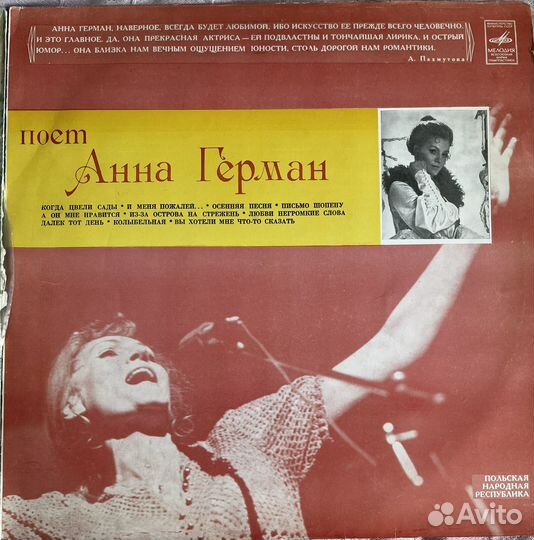 АННА ГЕРМАН, НАВЕРНОЕ, ВСЕГДА БУДЕТ ЛЮБИМОЙ, ИБО ИСКУССТВО ЕЕ ПРЕЖДЕ ВСЕГО ЧЕЛОВЕЧНО.
И ЭТО ГЛАВНОЕ. ДА, ОНА ПРЕКРАСНАЯ АКТРИСА — ЕЙ ПОДВЛАСТНЫ И ТОНЧАЙШАЯ ЛИРИКА, И ОСТРЫЙ
ЮМОР... ОНА БЛИЗКА НАМ ВЕЧНЫМ ОЩУЩЕНИЕМ ЮНОСТИ, СТОЛЬ ДОРОГОЙ НАМ РОМАНТИКИ.
А. Пахмутова
МЕЛОДИЯ
поет
Анна Герман
КОГДА ЦВЕЛИ САДЫ • И МЕНЯ ПОЖАЛЕЙ... • ОСЕННЯЯ ПЕСНЯ • ПИСЬМО ШОПЕНУ
А ОН МНЕ НРАВИТСЯ • ИЗ-ЗА ОСТРОВА НА СТРЕЖЕНЬ • ЛЮБВИ НЕГРОМКИЕ СЛОВА
ДАЛЕК ТОТ ДЕНЬ • КОЛЫБЕЛЬНАЯ • ВЫ ХОТЕЛИ МНЕ ЧТО-ТО СКАЗАТЬ
ПОЛЬСКАЯ
НАРОДНАЯ
РЕСПУБЛИКА
Avito